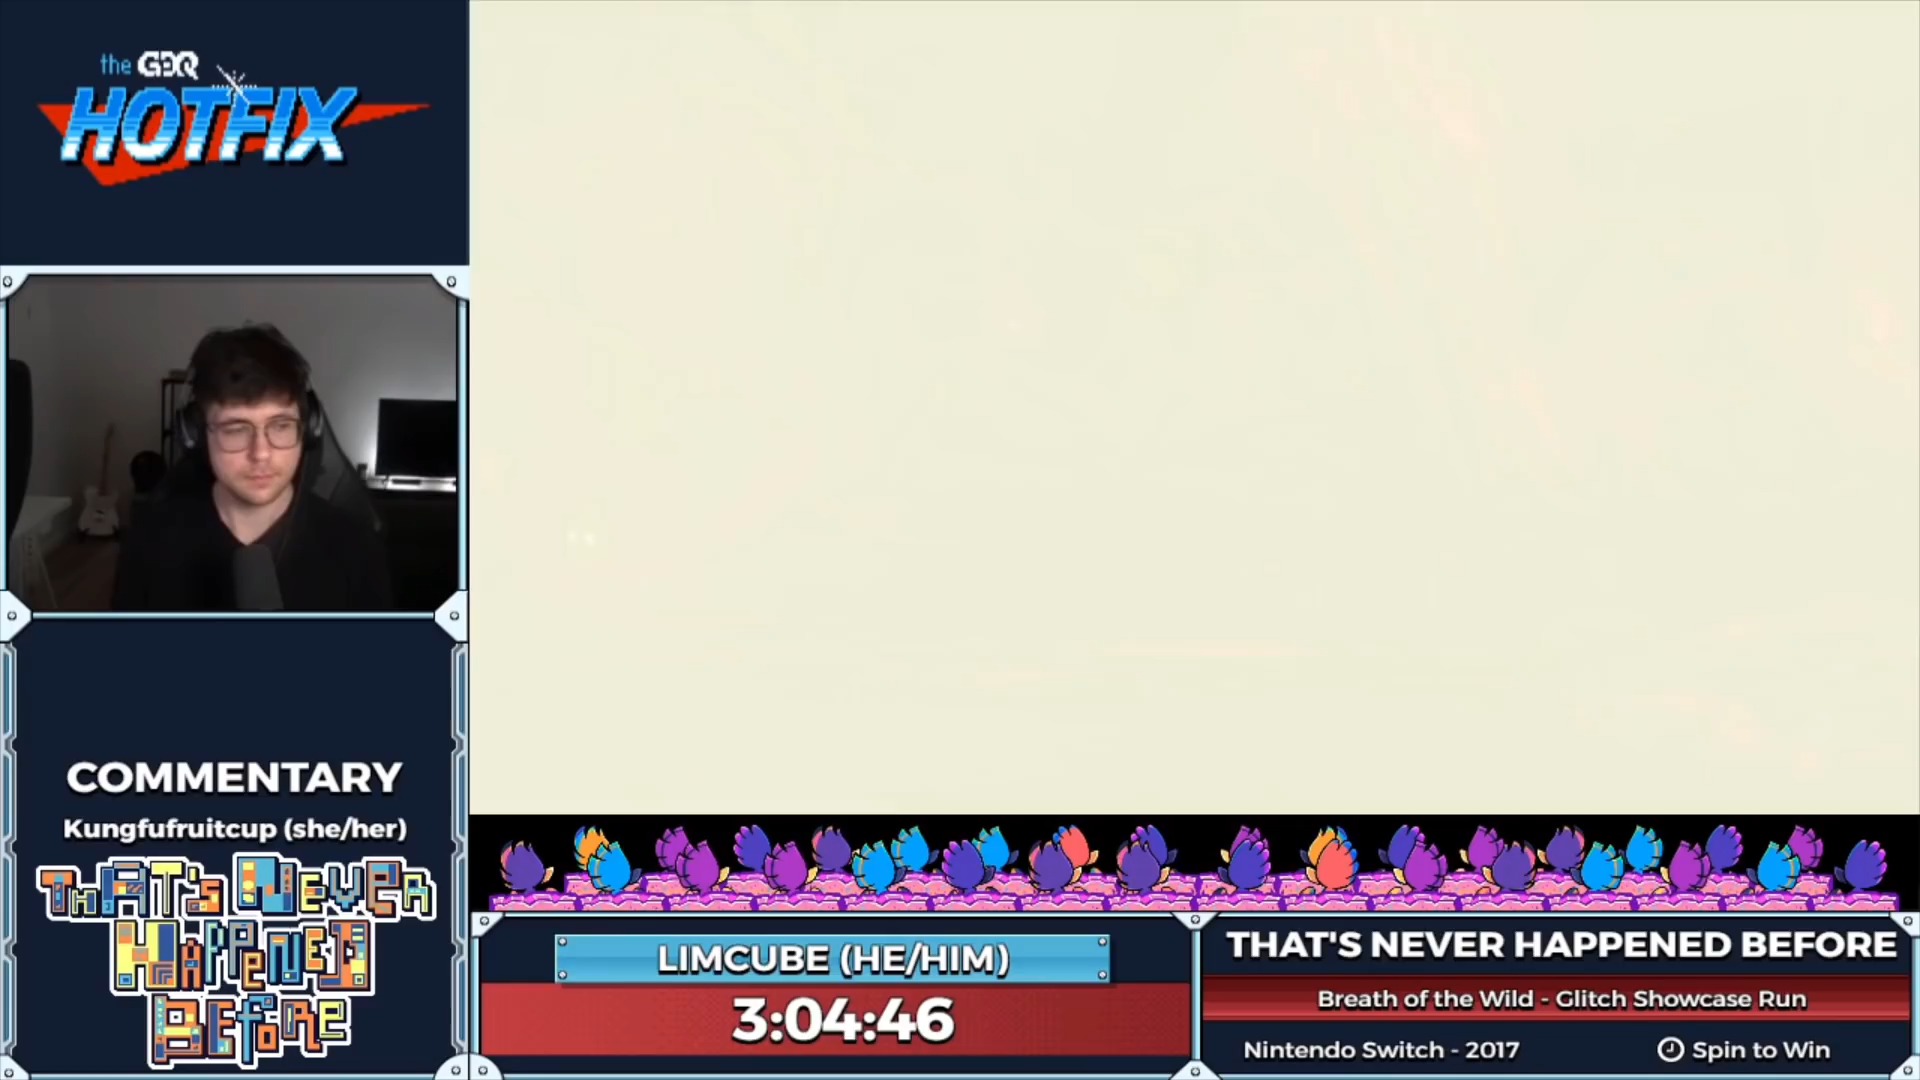 the GDQ
HOTFIX
COMMENTARY
Kungfufruitcup (she/her)
THAT'S NEVER
HAPPENED
BEFORE
LIMCUBE (HE/HIM)
3:04:46
THAT'S NEVER HAPPENED BEFORE
Breath of the Wild - Glitch Showcase Run
Nintendo Switch - 2017
Spin to Win